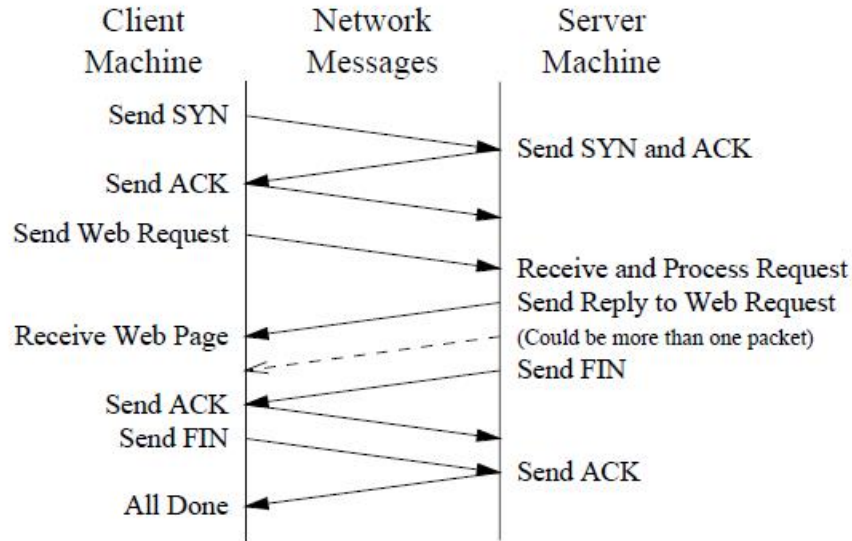 Client Network Server
Machine Messages Machine
Send SYN
Send SYN and ACK
Send ACK
Send Web Request
Receive and Process Request
Send Reply to Web Request
Receive Web Page
(Could be more than one packet)
Send FIN
Send ACK
Send FIN
Send ACK
All Done